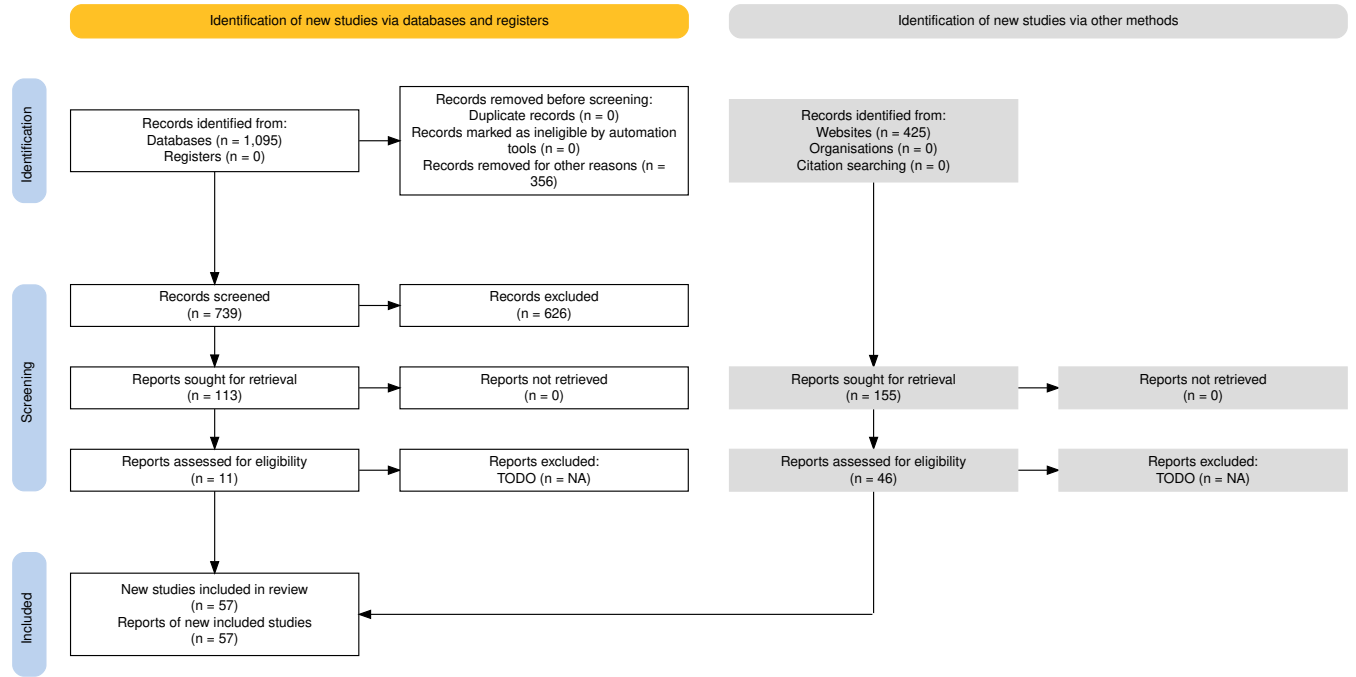 Identification of new studies via databases and registers
Identification of new studies via other methods
Identification
Records identified from:
Databases (n = 1,095)
Registers (n = 0)
Records removed before screening:
Duplicate records (n = 0)
Records marked as ineligible by automation
tools (n = 0)
Records removed for other reasons (n =
356)
Records identified from:
Websites (n = 425)
Organisations (n = 0)
Citation searching (n = 0)
Screening
Records screened
(n = 739)
Records excluded
(n = 626)
Reports sought for retrieval
(n = 113)
Reports not retrieved
(n = 0)
Reports sought for retrieval
(n = 155)
Reports not retrieved
(n = 0)
Reports assessed for eligibility
(n = 11)
Reports excluded:
TODO (n = NA)
Reports assessed for eligibility
(n = 46)
Reports excluded:
TODO (n = NA)
Included
New studies included in review
(n = 57)
Reports of new included studies
(n = 57)